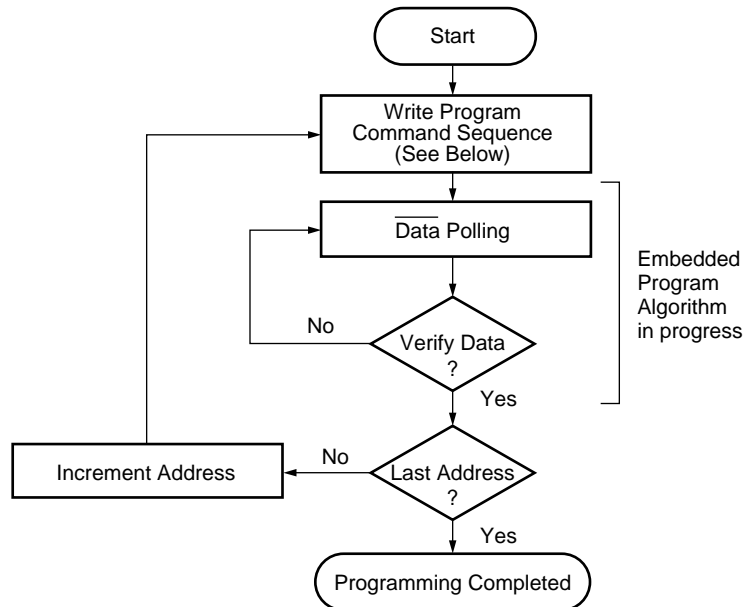 Start
Write Program
Command Sequence
(See Below)
Data Polling
Embedded
Program
Algorithm
in progress
No
Verify Data
?
Yes
Increment Address
No
Last Address
?
Yes
Programming Completed